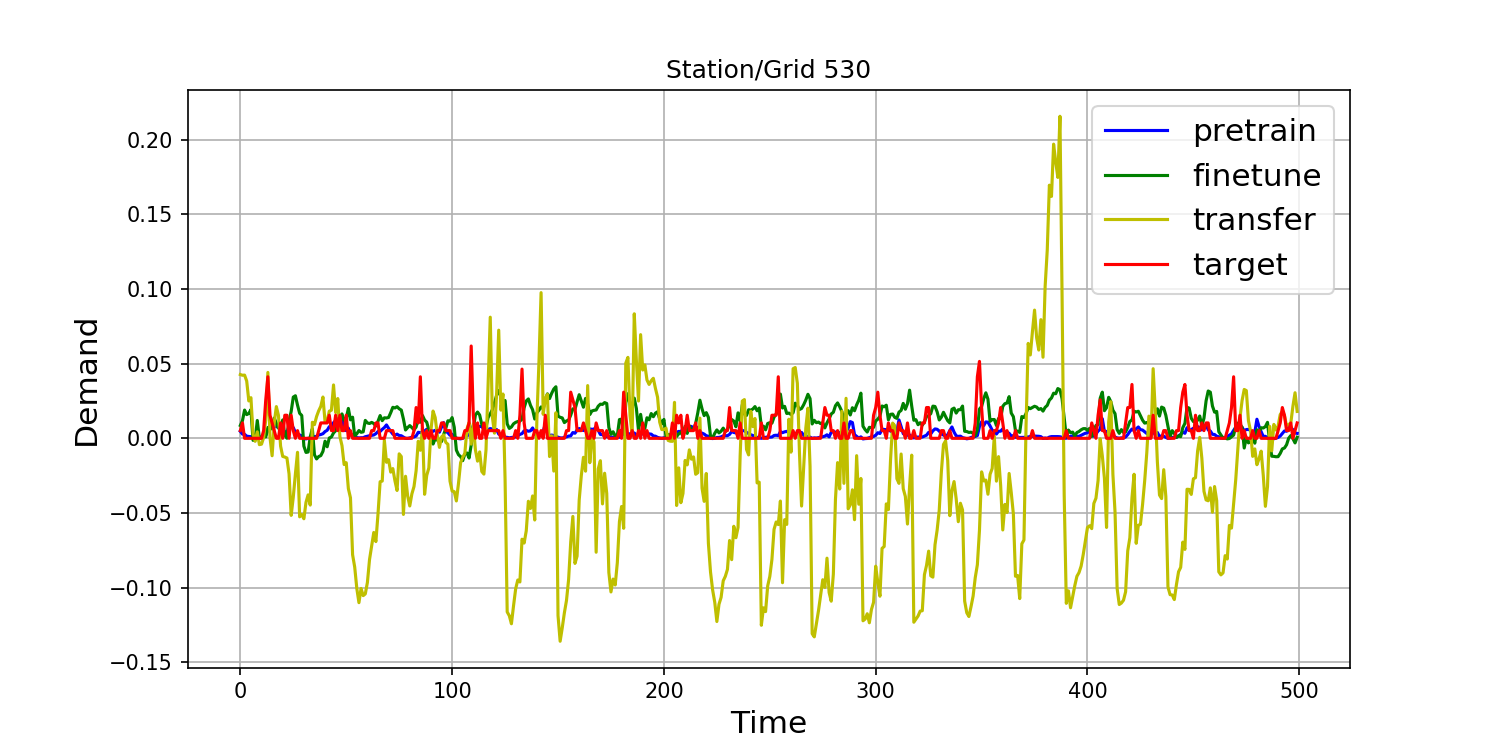 Station/Grid 530
Demand
0.20
0.15
0.10
0.05
0.00
−0.05
−0.10
−0.15
pretrain
finetune
transfer
target
0 100 200 300 400 500
Time